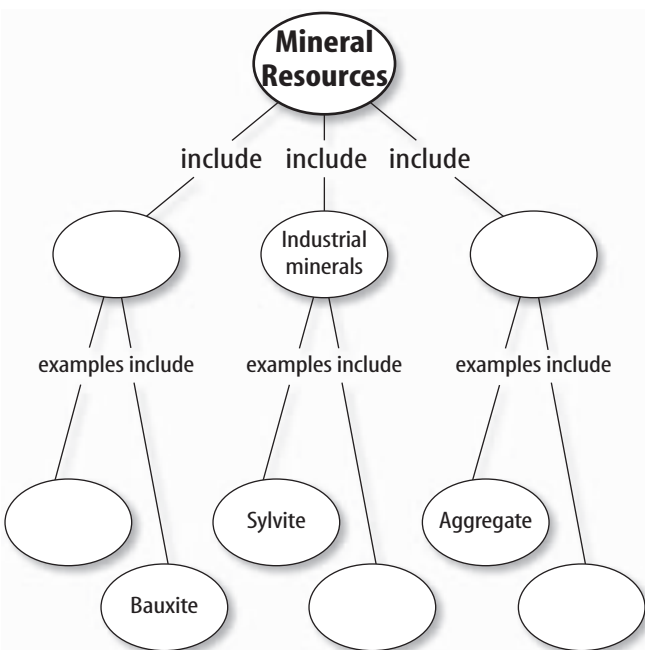 Mineral
Resources
include include include
Industrial
minerals
examples include examples include examples include
Sylvite Aggregate
Bauxite